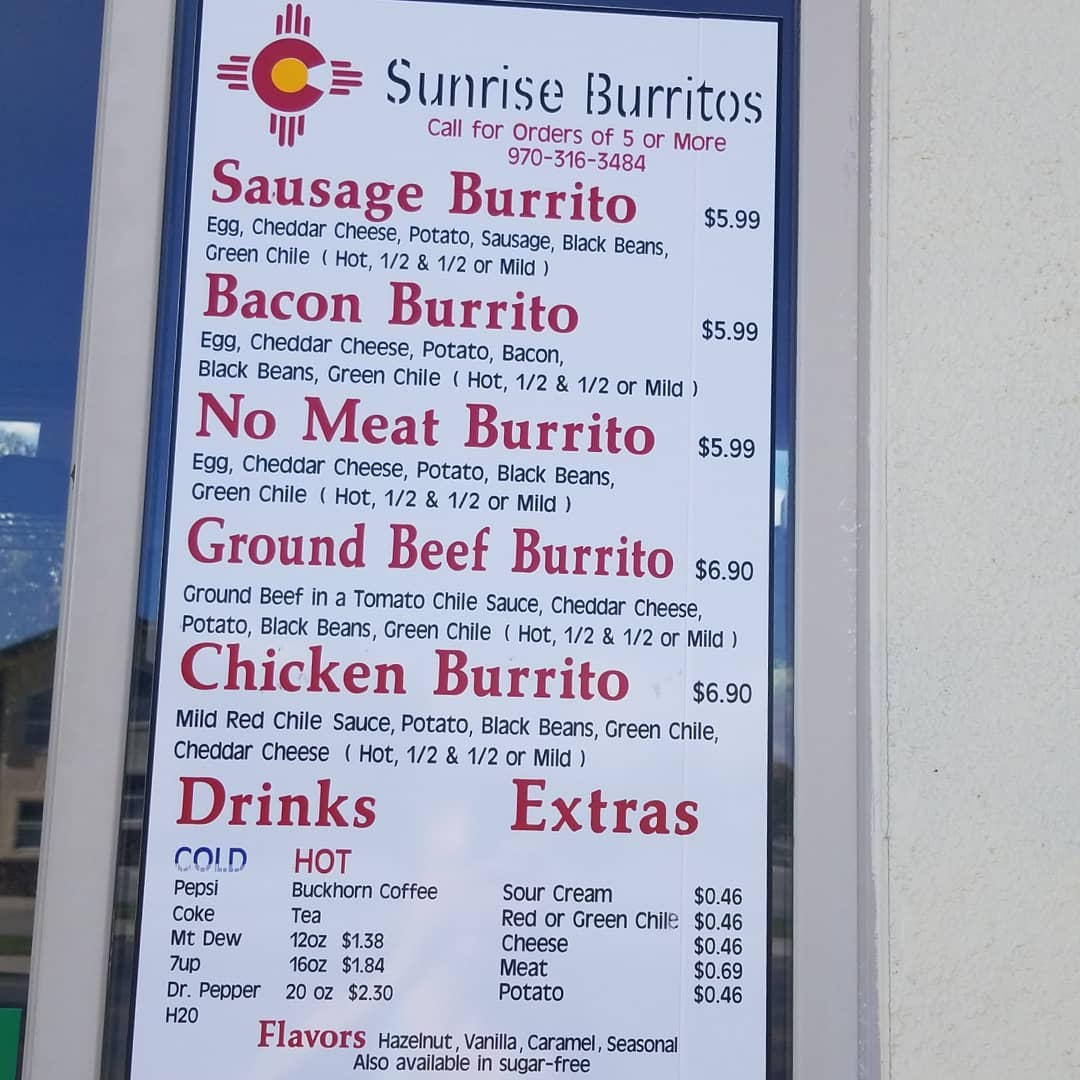 Sunrise Burritos
Call for Orders of 5 or More
970-316-3484
Sausage Burrito $5.99
Egg, Cheddar Cheese, Potato, Sausage, Black Beans,
Green Chile ( Hot, 1/2 & 1/2 or Mild )
Bacon Burrito $5.99
Egg, Cheddar Cheese, Potato, Bacon,
Black Beans, Green Chile ( Hot, 1/2 & 1/2 or Mild )
No Meat Burrito $5.99
Egg, Cheddar Cheese, Potato, Black Beans,
Green Chile ( Hot, 1/2 & 1/2 or Mild )
Ground Beef Burrito $6.90
Ground Beef in a Tomato Chile Sauce, Cheddar Cheese,
Potato, Black Beans, Green Chile ( Hot, 1/2 & 1/2 or Mild )
Chicken Burrito $6.90
Mild Red Chile Sauce, Potato, Black Beans, Green Chile,
Cheddar Cheese ( Hot, 1/2 & 1/2 or Mild )
Drinks
COLD
Pepsi
Coke
Mt Dew
7up
Dr. Pepper
H20
HOT
Buckhorn Coffee
Tea
12oz $1.38
16oz $1.84
20 oz $2.30
Extras
Sour Cream $0.46
Red or Green Chile $0.46
Cheese $0.46
Meat $0.69
Potato $0.46
Flavors Hazelnut, Vanilla, Caramel, Seasonal
Also available in sugar-free